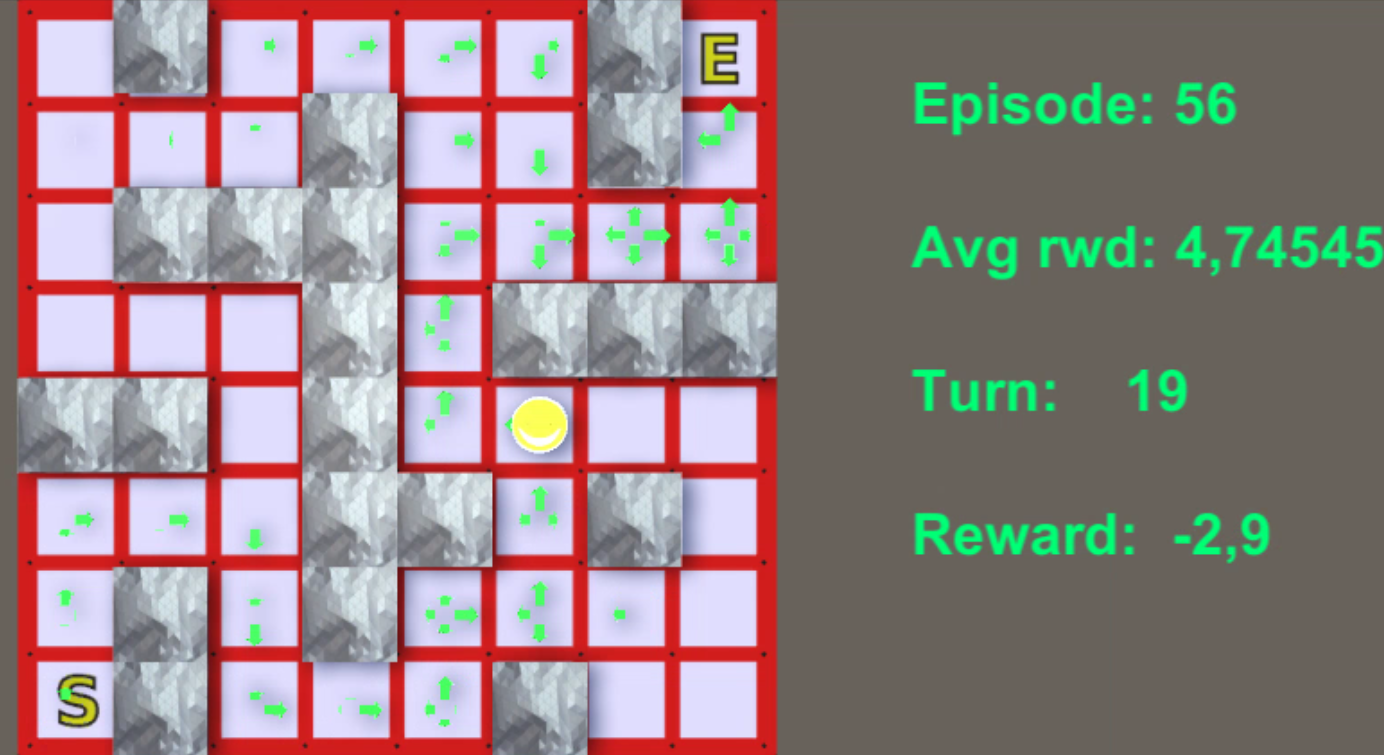 E
Episode: 56
Avg rwd: 4,74545
Turn: 19
Reward: -2,9
S